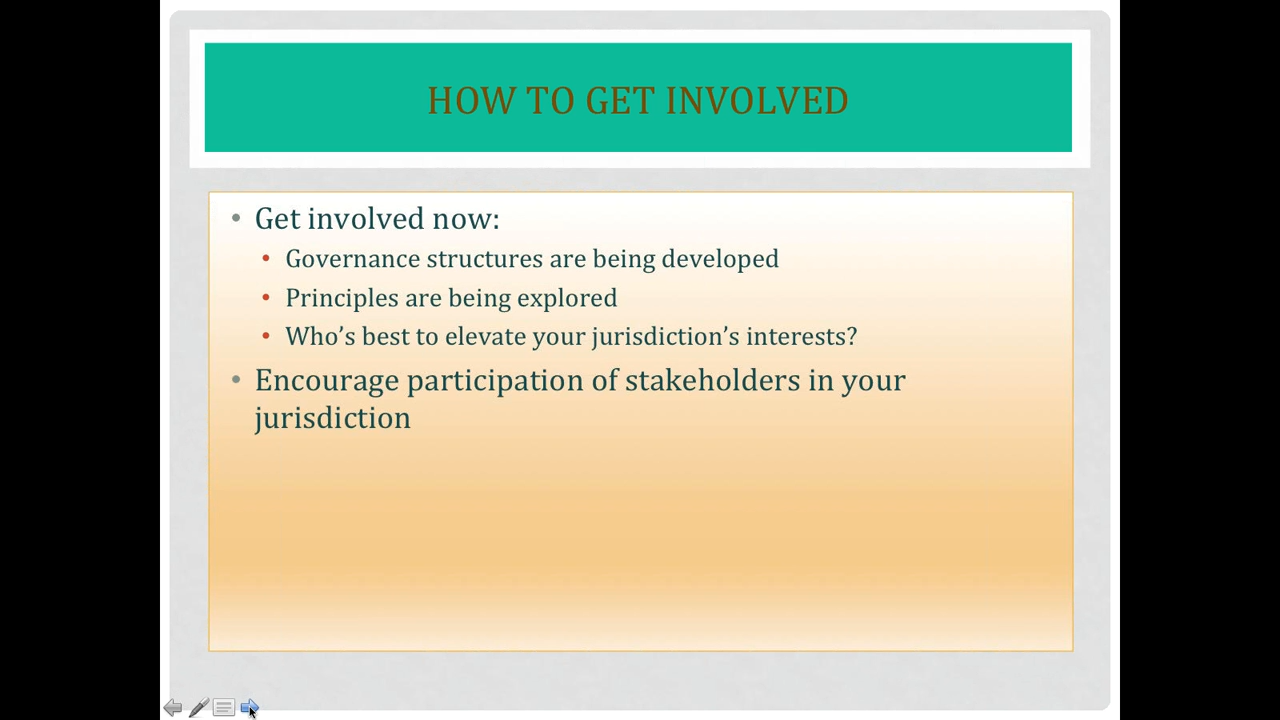 HOW TO GET INVOLVED
• Get involved now:
• Governance structures are being developed
• Principles are being explored
• Who’s best to elevate your jurisdiction’s interests?
• Encourage participation of stakeholders in your
jurisdiction